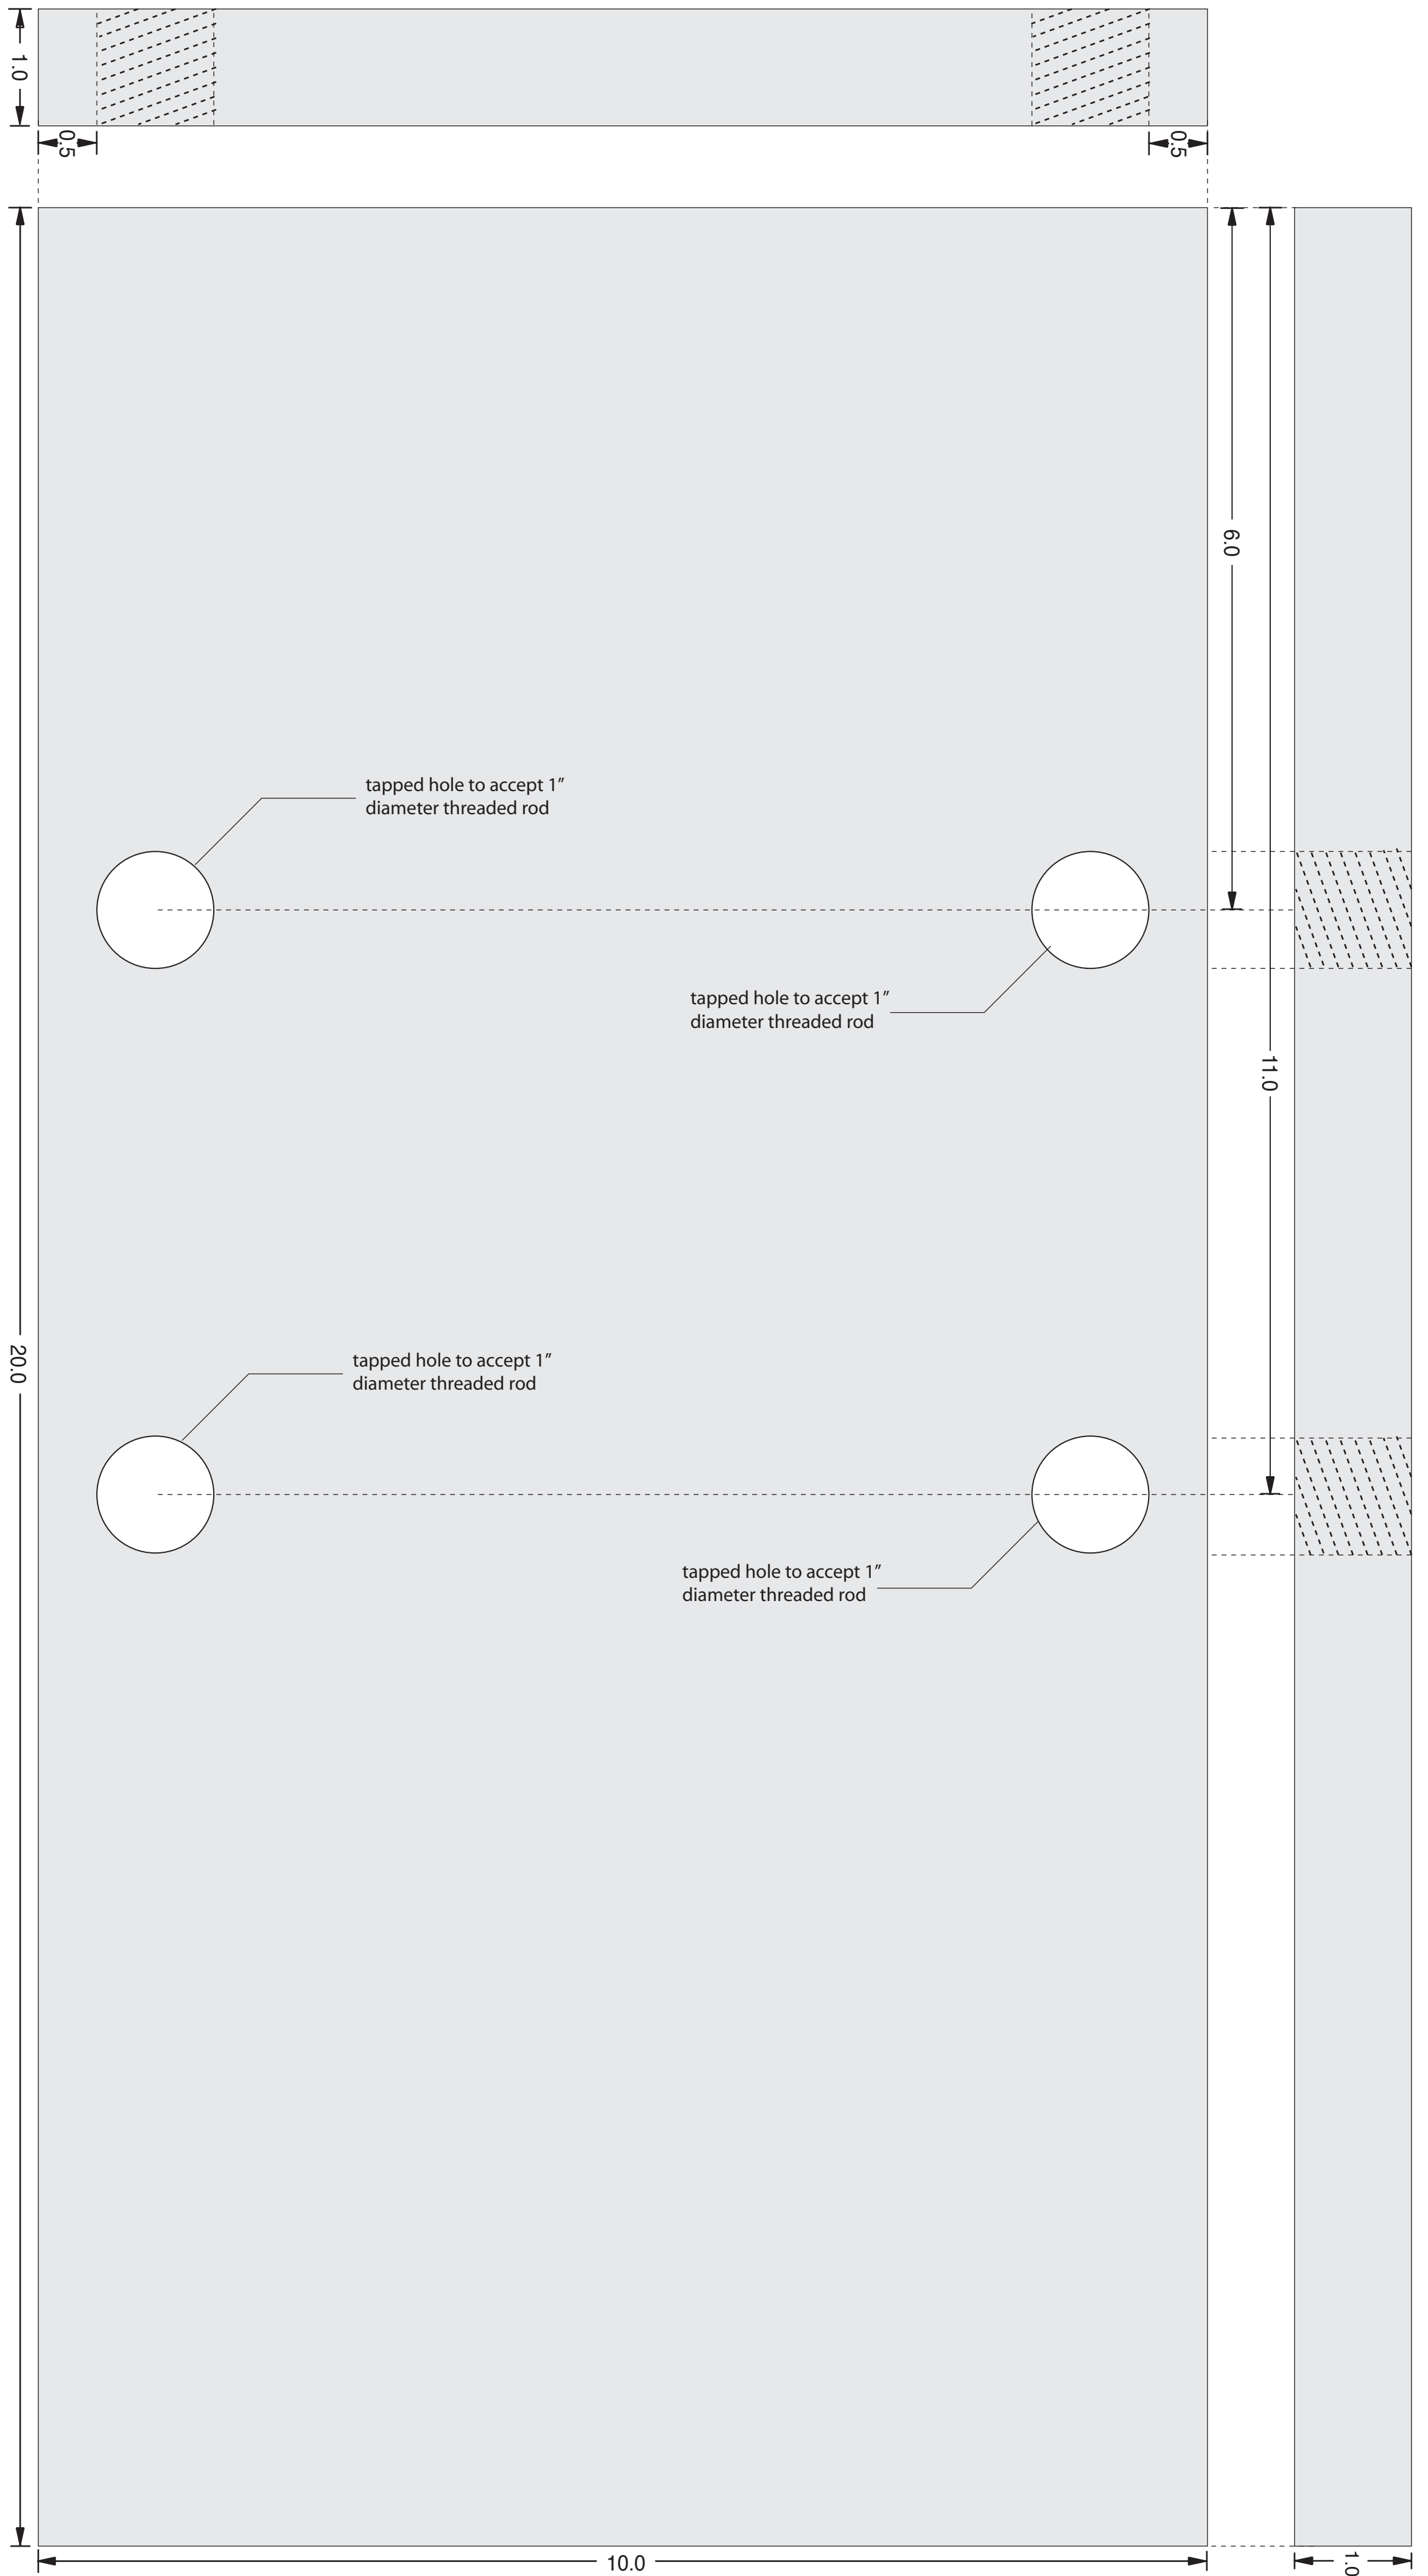 1.0
0.5
0.5
6.0
tapped hole to accept 1″
diameter threaded rod
tapped hole to accept 1″
diameter threaded rod
11.0
20.0
tapped hole to accept 1″
diameter threaded rod
tapped hole to accept 1″
diameter threaded rod
10.0
1.0